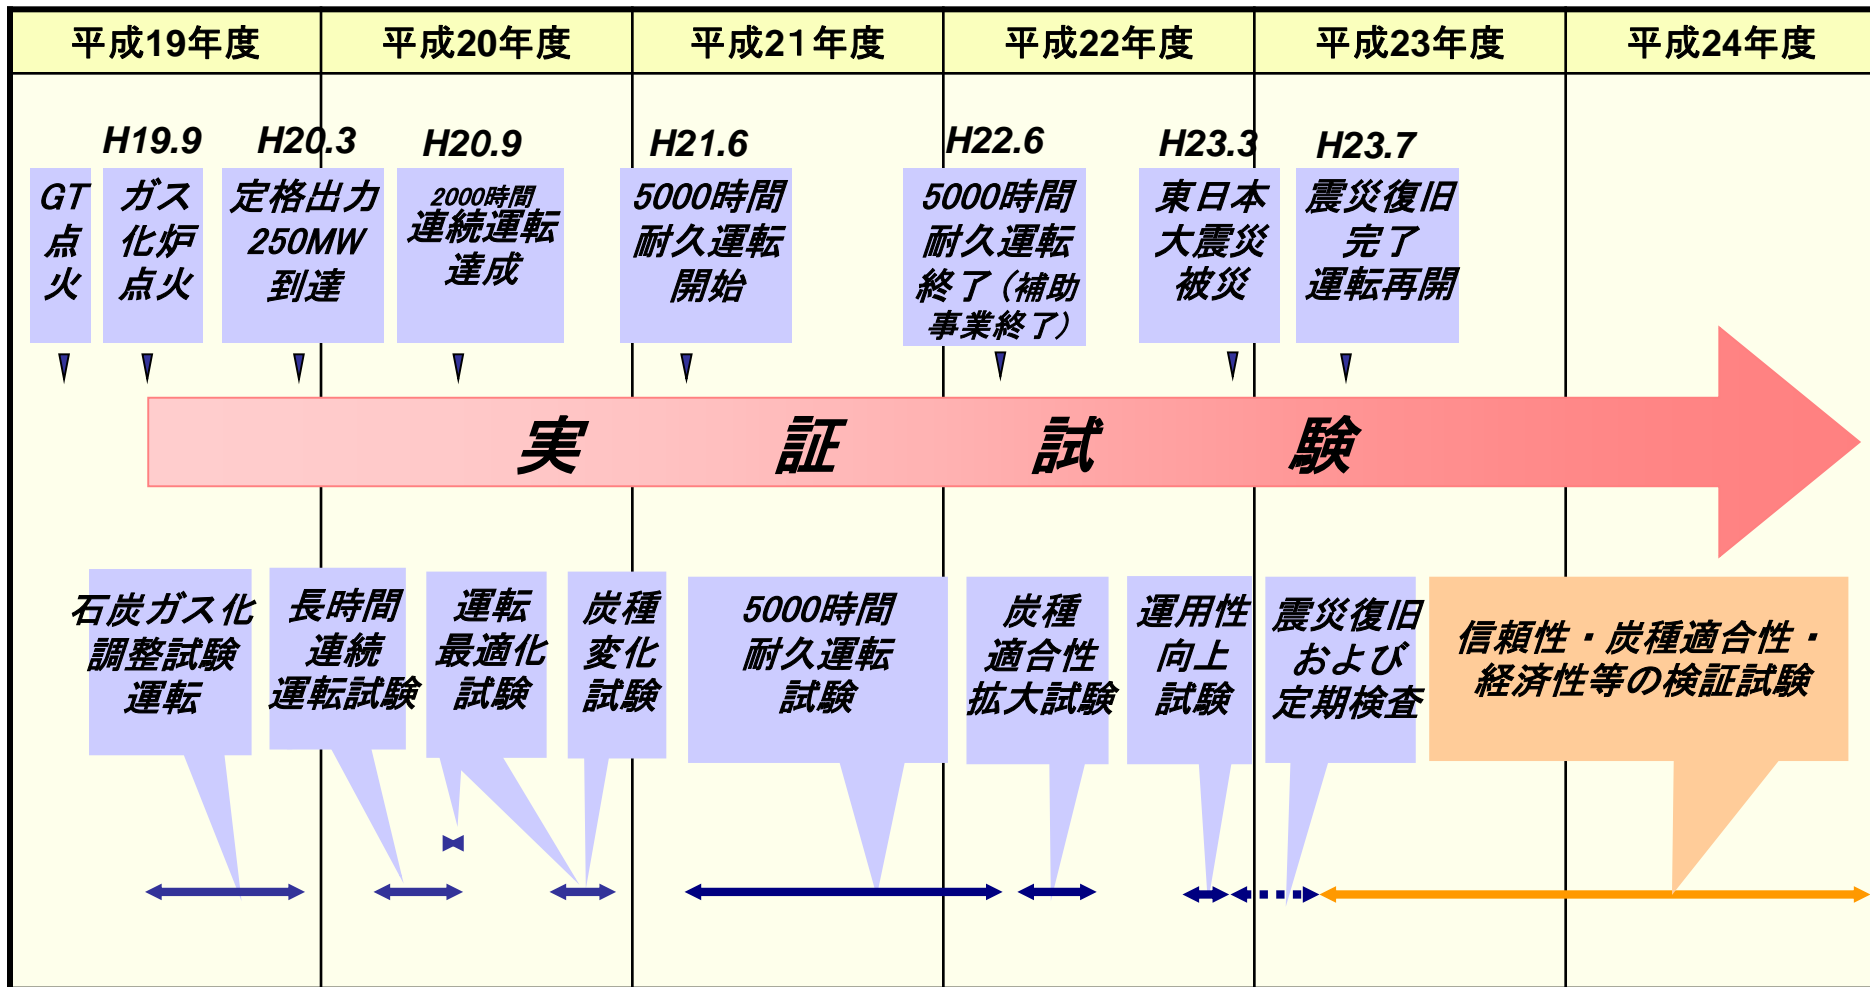 平成19年度
平成20年度
平成21年度
平成22年度
平成23年度
平成24年度
H19.9
H20.3
H20.9
H21.6
H22.6
H23.3
H23.7
GT
点
火
ガス
化炉
点火
定格出力
250MW
到達
2000時間
連続運転
達成
5000時間
耐久運転
開始
5000時間
耐久運転
終了（補助
事業終了）
東日本
大震災
被災
震災復旧
完了
運転再開
実証試験
石炭ガス化
調整試験
運転
長時間
連続
運転試験
運転
最適化
試験
炭種
変化
試験
5000時間
耐久運転
試験
炭種
適合性
拡大試験
運用性
向上
試験
震災復旧
および
定期検査
信頼性・炭種適合性・
経済性等の検証試験